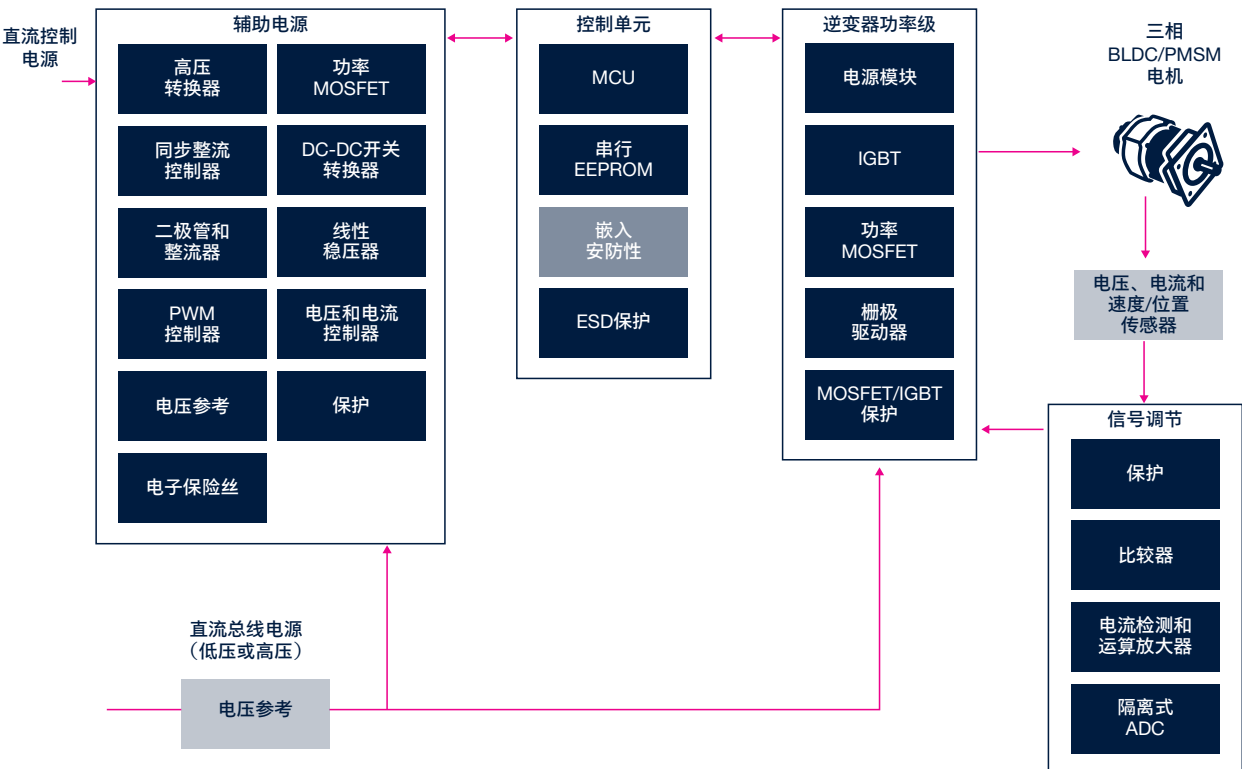 直流控制
电源
辅助电源
高压
转换器
功率
MOSFET
同步整流
控制器
DC-DC开关
转换器
二极管和
整流器
线性
稳压器
PWM
控制器
电压和电流
控制器
电压参考
保护
电子保险丝
控制单元
MCU
串行
EEPROM
嵌入
安防性
ESD保护
逆变器功率级
电源模块
IGBT
功率
MOSFET
栅极
驱动器
MOSFET/IGBT
保护
三相
BLDC/PMSM
电机
电压、电流和
速度/位置
传感器
信号调节
保护
比较器
电流检测和
运算放大器
隔离式
ADC
直流总线电源
（低压或高压）
电压参考